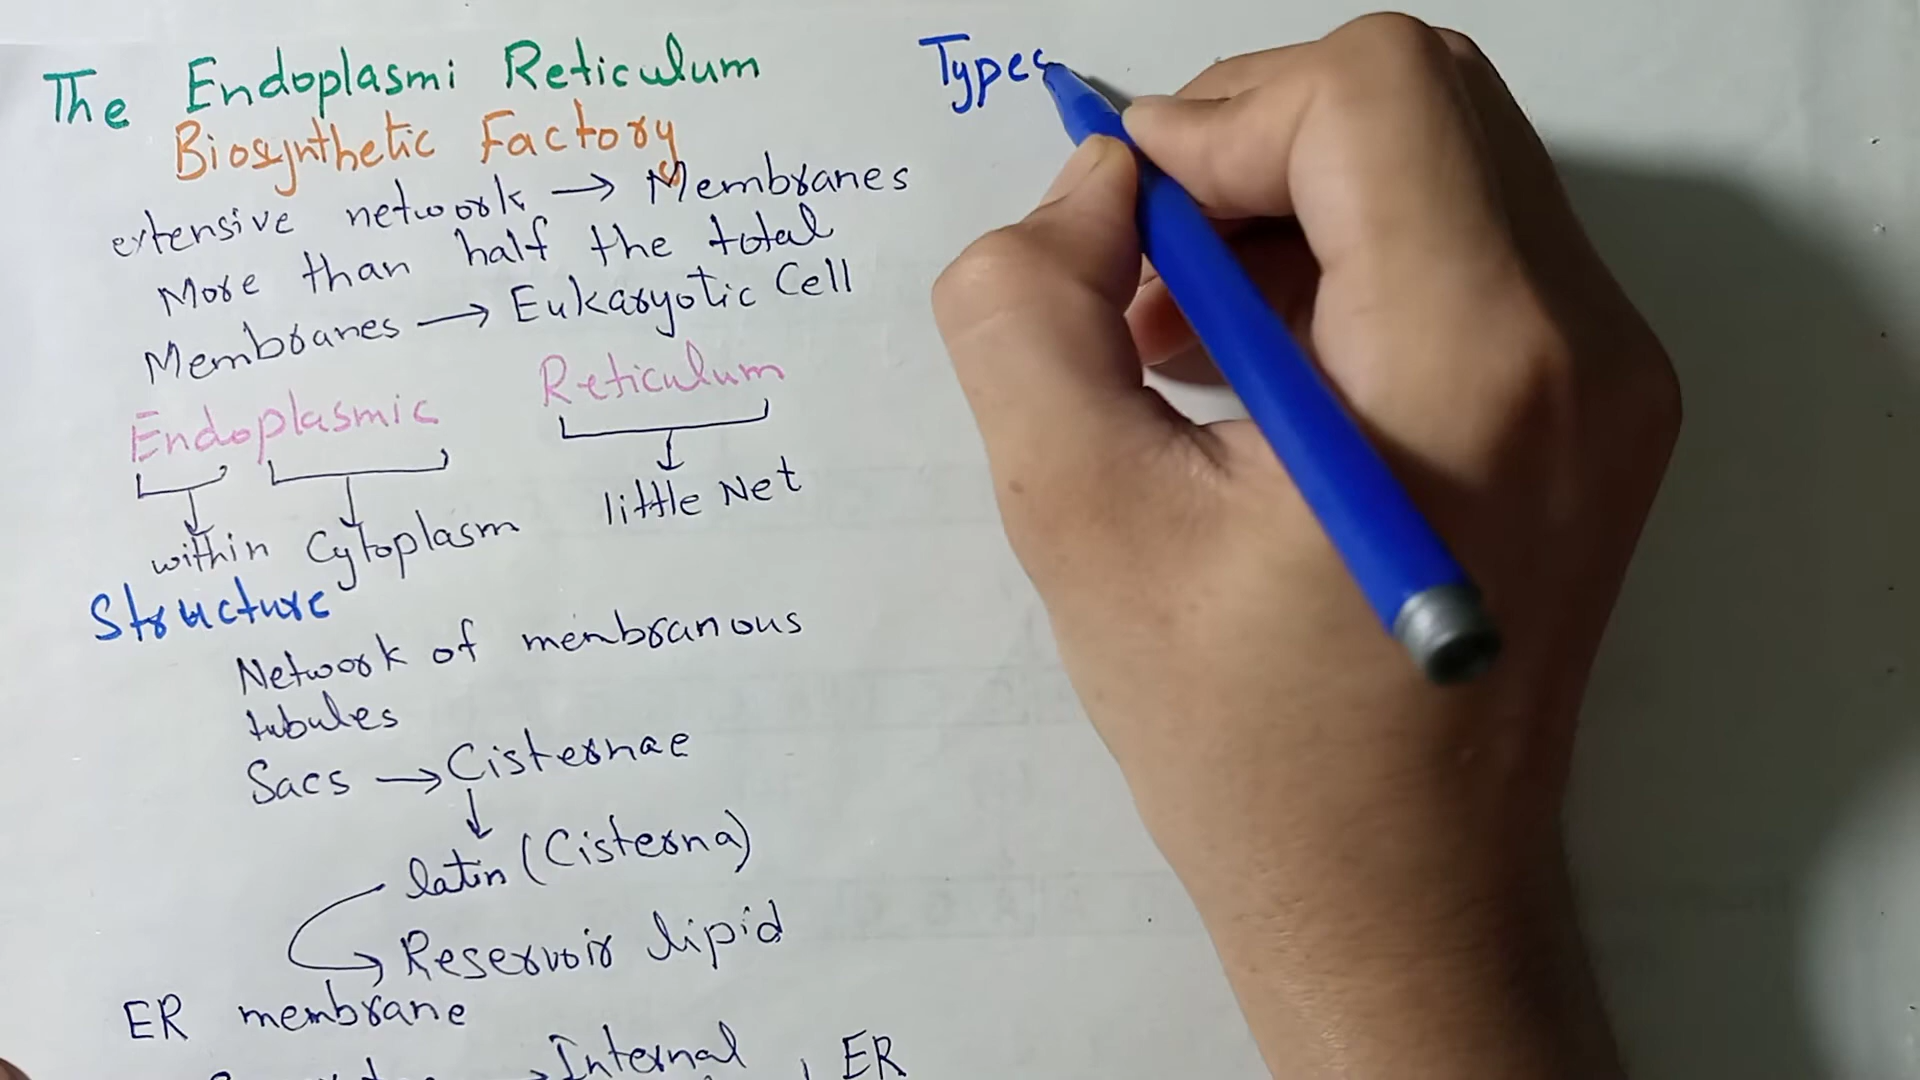 The Endoplasmi Reticulum
Biosynthetic Factory
extensive network → Membranes
More than half the total
Membranes → Eukaryotic Cell
Endoplasmic Reticulum
within Cytoplasm little Net
Structure
Network of membranous
tubules
Sacs → Cisternae
latin (Cisterna)
Reservoir lipid
ER membrane
Internal ER
Types